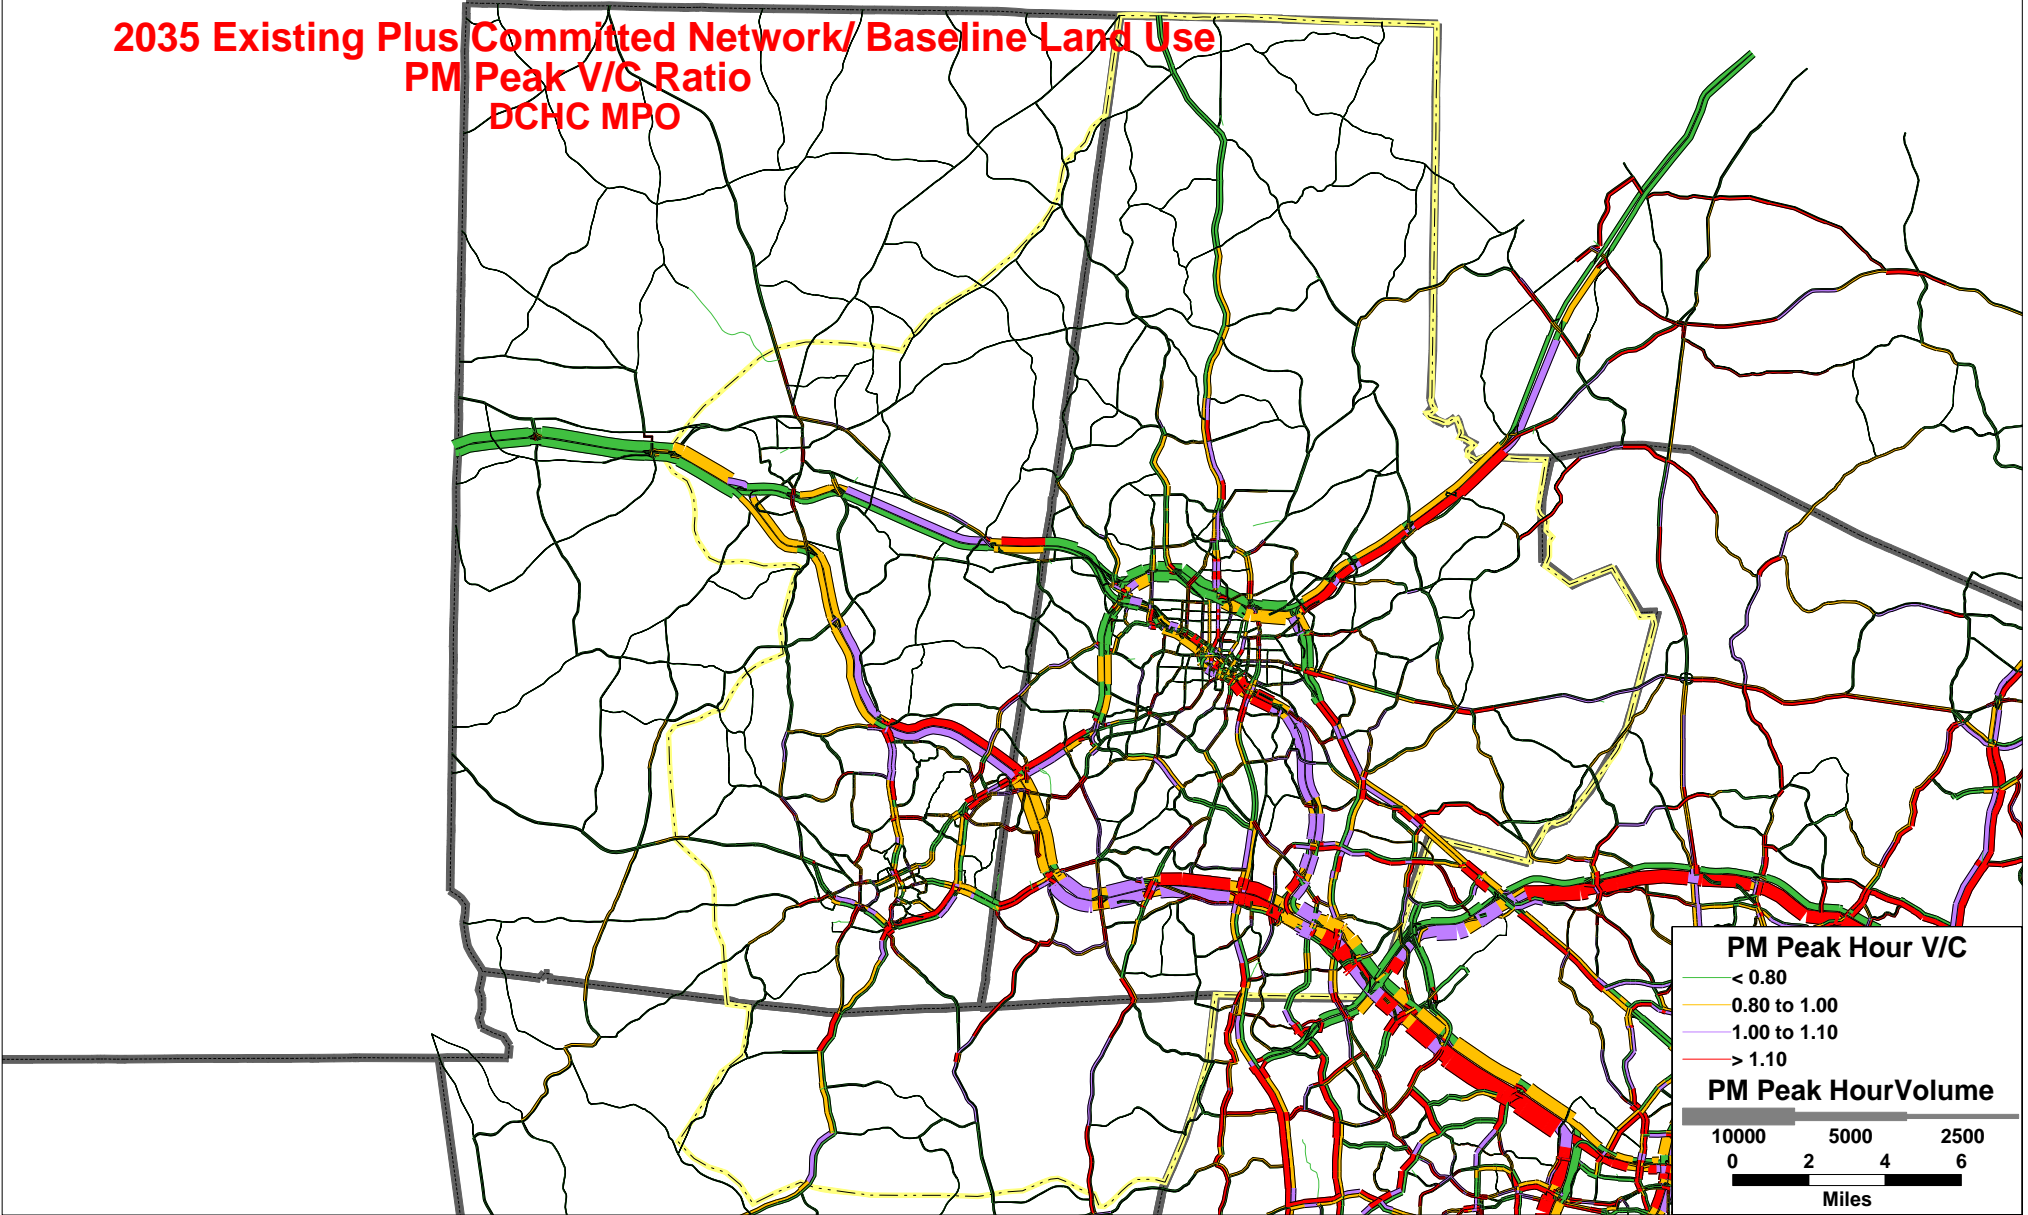 2035 Existing Plus Committed Network/ Baseline Land Use
PM Peak V/C Ratio
DCHC MPO
PM Peak Hour V/C
< 0.80
0.80 to 1.00
1.00 to 1.10
> 1.10
PM Peak HourVolume
10000 5000 2500
0 2 4 6
Miles